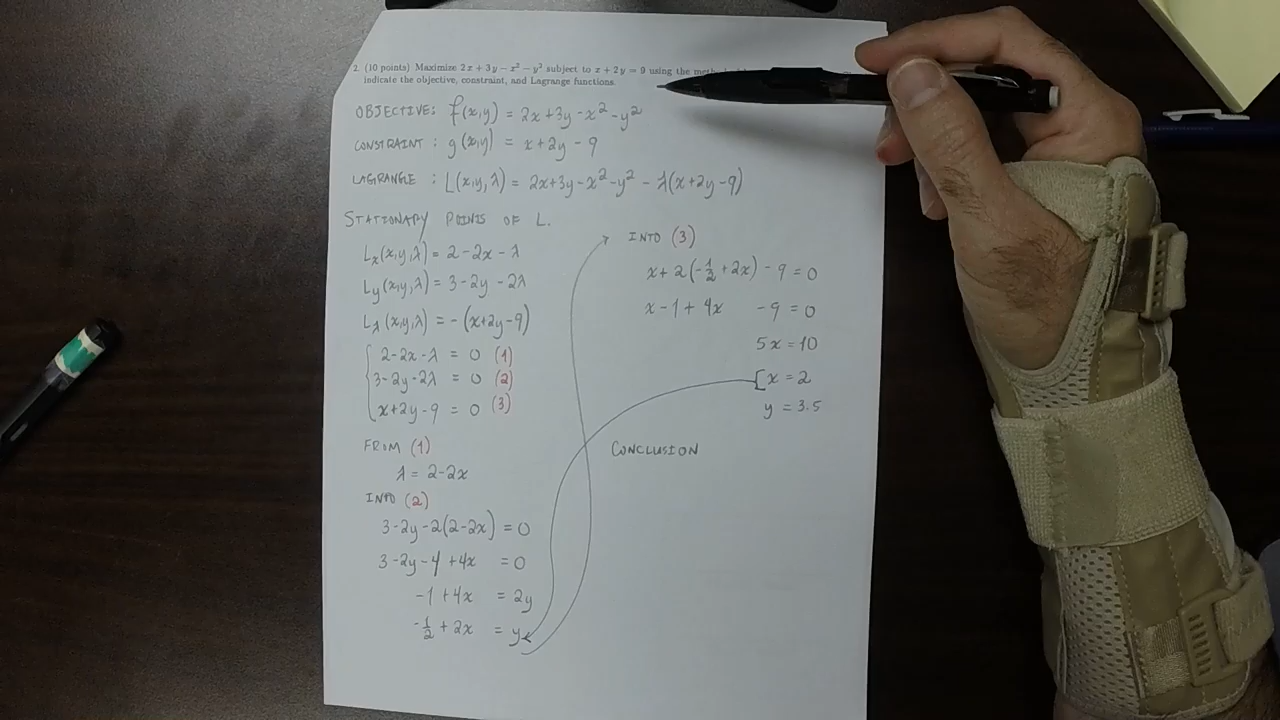 2. (10 points) Maximize 2x + 3y − x² − y² subject to x + 2y = 9 using the
indicate the objective, constraint, and Lagrange functions.
OBJECTIVE: f(x,y) = 2x+3y-x²-y²
CONSTRAINT: g(x,y) = x+2y-9
LAGRANGE: L(x,y,λ) = 2x+3y-x²-y² - λ(x+2y-9)
STATIONARY POINTS OF L.
Lx(x,y,λ) = 2-2x-λ
Ly(x,y,λ) = 3-2y-2λ
Lλ(x,y,λ) = -(x+2y-9)
2-2x-λ = 0 (1)
3-2y-2λ = 0 (2)
x+2y-9 = 0 (3)
FROM (1)
λ = 2-2x
INTO (2)
3-2y-2(2-2x) = 0
3-2y-4+4x = 0
-1+4x = 2y
-1/2+2x = y
INTO (3)
x+2(-1/2+2x)-9 = 0
x-1+4x -9 = 0
5x = 10
x = 2
y = 3.5
CONCLUSION